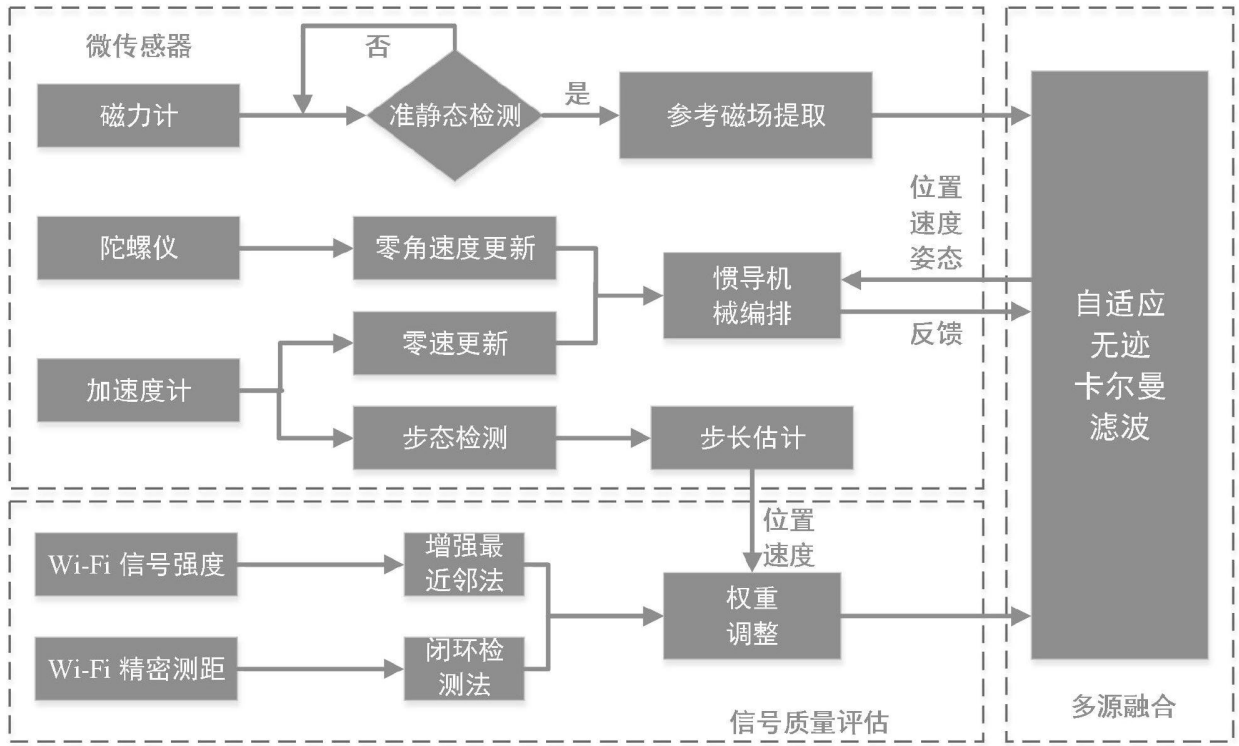 微传感器
否
磁力计
准静态检测
是
参考磁场提取
位置
速度
姿态
陀螺仪
零角速度更新
惯导机
械编排
反馈
零速更新
加速度计
步态检测
步长估计
自适应
无迹
卡尔曼
滤波
位置
速度
Wi-Fi 信号强度
增强最
近邻法
权重
调整
Wi-Fi 精密测距
闭环检
测法
信号质量评估
多源融合